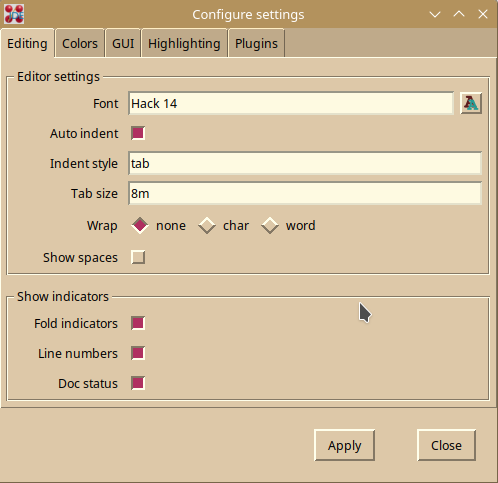 Configure settings
Editing Colors GUI Highlighting Plugins
Editor settings
Font Hack 14
Auto indent
Indent style tab
Tab size 8m
Wrap none char word
Show spaces
Show indicators
Fold indicators
Line numbers
Doc status
Apply Close